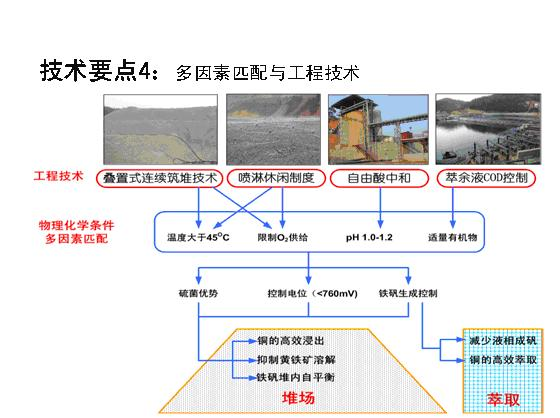 技术要点4：多因素匹配与工程技术
工程技术
叠置式连续筑堆技术
喷淋休闲制度
自由酸中和
萃余液COD控制
物理化学条件
多因素匹配
温度大于45⁰C
限制O₂供给
pH 1.0-1.2
适量有机物
硫菌优势
控制电位（<760mV）
铁矾生成控制
铜的高效浸出
抑制黄铁矿溶解
铁矾堆内自平衡
堆场
减少液相成矾
铜的高效萃取
萃取